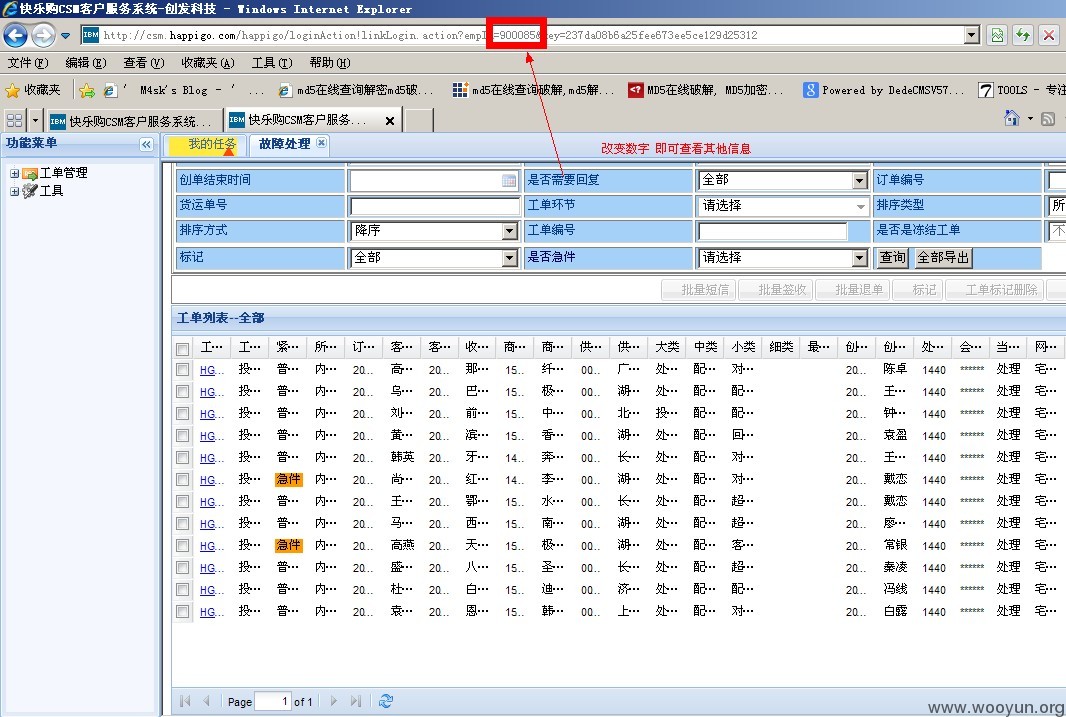 快乐购CSM客户服务系统-创发科技 - Windows Internet Explorer
http://csm.happigo.com/happigo/loginAction!linkLogin.action?empI =900085&key=237da08b6a25fee673ee5ce129d25312
文件(F) 编辑(E) 查看(V) 收藏夹(A) 工具(T) 帮助(H)
收藏夹 ' M4sk's Blog - ' ... md5在线查询解密md5破... md5在线查询破解,md5解... MD5在线破解, MD5加密... Powered by DedeCMSV57... TOOLS - 专注
快乐购CSM客户服务系统... 快乐购CSM客户服务...
功能菜单 我的任务 故障处理
改变数字 即可查看其他信息
工单管理
工具
创单结束时间 是否需要回复 全部 订单编号
货运单号 工单环节 请选择 排序类型 所
排序方式 降序 工单编号 是否是冻结工单 不
标记 全部 是否急件 请选择 查询 全部导出
批量短信 批量签收 批量退单 标记 工单标记删除
工单列表--全部
工… 工… 紧… 所… 订… 客… 客… 收… 商… 商… 供… 供… 大类 中类 小类 细类 最… 创… 创… 处… 会… 当… 网…
HG... 投… 普… 内… 20... 高… 20... 那… 15.. 纤… 00.. 广… 处… 配… 对… 20... 陈卓 1440 ****** 处理 宅…
HG... 投… 普… 内… 20... 乌… 20... 巴… 15.. 极… 00.. 湖… 处… 配… 配… 20... 王… 1440 ****** 处理 宅…
HG... 投… 普… 内… 20... 刘… 20... 前… 15.. 中… 00.. 北… 投… 配… 配… 20... 钟… 1440 ****** 处理 宅…
HG... 投… 普… 内… 20... 黄… 20... 滨… 15.. 香… 00.. 湖… 处… 配… 回… 20... 袁盈 1440 ****** 处理 宅…
HG... 投… 普… 内… 20... 韩英 20... 牙… 14.. 奔… 00.. 长… 处… 配… 对… 20... 王… 1440 ****** 处理 宅…
HG... 投… 急件 内… 20... 尚… 20... 红… 14.. 李… 00.. 湖… 处… 配… 对… 20... 戴恋 1440 ****** 处理 宅…
HG... 投… 普… 内… 20... 王… 20... 鄂… 15.. 水… 00.. 长… 处… 配… 超… 20... 戴恋 1440 ****** 处理 宅…
HG... 投… 普… 内… 20... 马… 20... 西… 15.. 南… 00.. 湖… 处… 配… 超… 20... 廖… 1440 ****** 处理 宅…
HG... 投… 急件 内… 20... 高燕 20... 天… 15.. 极… 00.. 湖… 处… 配… 客… 20... 常银 1440 ****** 处理 宅…
HG... 投… 普… 内… 20... 盛… 20... 八… 15.. 圣… 00.. 长… 处… 配… 超… 20... 秦凌 1440 ****** 处理 宅…
HG... 投… 普… 内… 20... 杜… 20... 白… 15.. 迪… 00.. 济… 处… 配… 配… 20... 冯线 1440 ****** 处理 宅…
HG... 投… 普… 内… 20... 袁… 20... 恩… 15.. 韩… 00.. 上… 处… 配… 对… 20... 白露 1440 ****** 处理 宅…
Page 1 of 1
www.wooyun.org